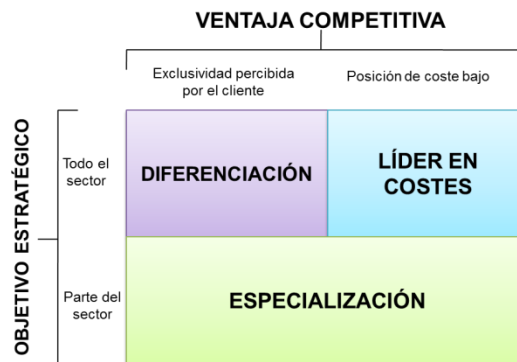 VENTAJA COMPETITIVA
Exclusividad percibida
por el cliente
Posición de coste bajo
OBJETIVO ESTRATÉGICO
Todo el
sector
DIFERENCIACIÓN
LÍDER EN
COSTES
Parte del
sector
ESPECIALIZACIÓN